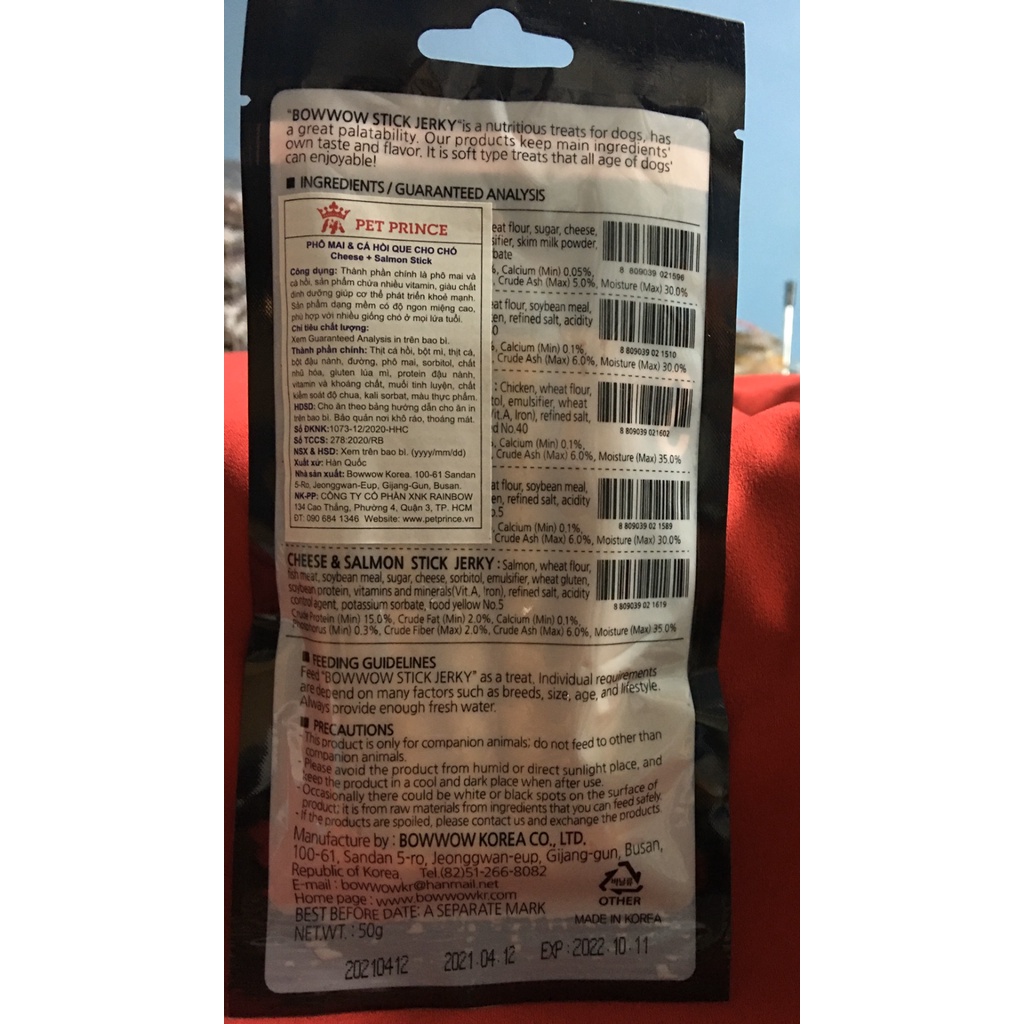 "BOWWOW STICK JERKY"is a nutritious treats for dogs, has
a great palatability. Our products keep main ingredients'
own taste and flavor. It is soft type treats that all age of dogs'
can enjoyable!
■ INGREDIENTS / GUARANTEED ANALYSIS
PET PRINCE
PHÔ MAI & CÁ HỒI QUE CHO CHÓ
Cheese + Salmon Stick
Công dụng: Thành phần chính là phô mai và
cá hồi, sản phẩm chứa nhiều vitamin, giàu chất
dinh dưỡng giúp cơ thể phát triển khoẻ mạnh.
Sản phẩm dạng mềm có độ ngon miệng cao,
phù hợp với nhiều giống chó ở mọi lứa tuổi.
Chỉ tiêu chất lượng:
Xem Guaranteed Analysis in trên bao bì.
Thành phần chính: Thịt cá hồi, bột mì, thịt cá,
bột đậu nành, đường, phô mai, sorbitol, chất
nhũ hóa, gluten lúa mì, protein đậu nành,
vitamin và khoáng chất, muối tinh luyện, chất
kiểm soát độ chua, kali sorbat, màu thực phẩm.
HDSD: Cho ăn theo bảng hướng dẫn cho ăn in
trên bao bì. Bảo quản nơi khô ráo, thoáng mát.
Số ĐKNK:1073-12/2020-HHC
Số TCCS: 278:2020/RB
NSX & HSD: Xem trên bao bì. (yyyy/mm/dd)
Xuất xứ: Hàn Quốc
Nhà sản xuất: Bowwow Korea. 100-61 Sandan
5-Ro, Jeonggwan-Eup, Gijang-Gun, Busan.
NK-PP: CÔNG TY CỔ PHẦN XNK RAINBOW
134 Cao Thắng, Phường 4, Quận 3, TP. HCM
ĐT: 090 684 1346 Website: www.petprince.vn
flour, sugar, cheese,
skim milk powder,
8 809039 021596
Calcium (Min) 0.05%,
Crude Ash (Max) 5.0%, Moisture (Max) 30.0%
flour, soybean meal,
refined salt, acidity
8 809039 02 1510
Calcium (Min) 0.1%,
Crude Ash (Max) 6.0%, Moisture (Max) 30.0%
: Chicken, wheat flour,
emulsifier, wheat
Iron), refined salt,
No.40
8 809039 021602
Calcium (Min) 0.1%,
Crude Ash (Max) 6.0%, Moisture (Max) 35.0%
flour, soybean meal,
refined salt, acidity
8 809039 02 1589
Calcium (Min) 0.1%,
Crude Ash (Max) 6.0%, Moisture (Max) 30.0%
CHEESE & SALMON STICK JERKY : Salmon, wheat flour,
fish meat, soybean meal, sugar, cheese, sorbitol, emulsifier, wheat gluten,
soybean protein, vitamins and minerals(Vit.A, Iron), refined salt, acidity
control agent, potassium sorbate, food yellow No.5
8 809039 02 1619
Crude Protein (Min) 15.0%, Crude Fat (Min) 2.0%, Calcium (Min) 0.1%,
Phosphorus (Min) 0.3%, Crude Fiber (Max) 2.0%, Crude Ash (Max) 6.0%, Moisture (Max) 35.0%
■ FEEDING GUIDELINES
Feed "BOWWOW STICK JERKY" as a treat. Individual requirements
are depend on many factors such as breeds, size, age, and lifestyle.
Always provide enough fresh water.
■ PRECAUTIONS
- This product is only for companion animals; do not feed to other than
companion animals.
- Please avoid the product from humid or direct sunlight place, and
keep the product in a cool and dark place when after use.
- Occasionally there could be white or black spots on the surface of
product; it is from raw materials from ingredients that you can feed safely.
- If the products are spoiled, please contact us and exchange the products.
Manufacture by : BOWWOW KOREA CO., LTD.
100-61, Sandan 5-ro, Jeonggwan-eup, Gijang-gun, Busan,
Republic of Korea. Tel.(82)51-266-8082
E-mail : bowwowkr@hanmail.net
Home page : www.bowwowkr.com
BEST BEFORE DATE: A SEPARATE MARK
NET.WT. : 50g
OTHER
MADE IN KOREA
20210412 2021.04.12 EXP:2022.10.11